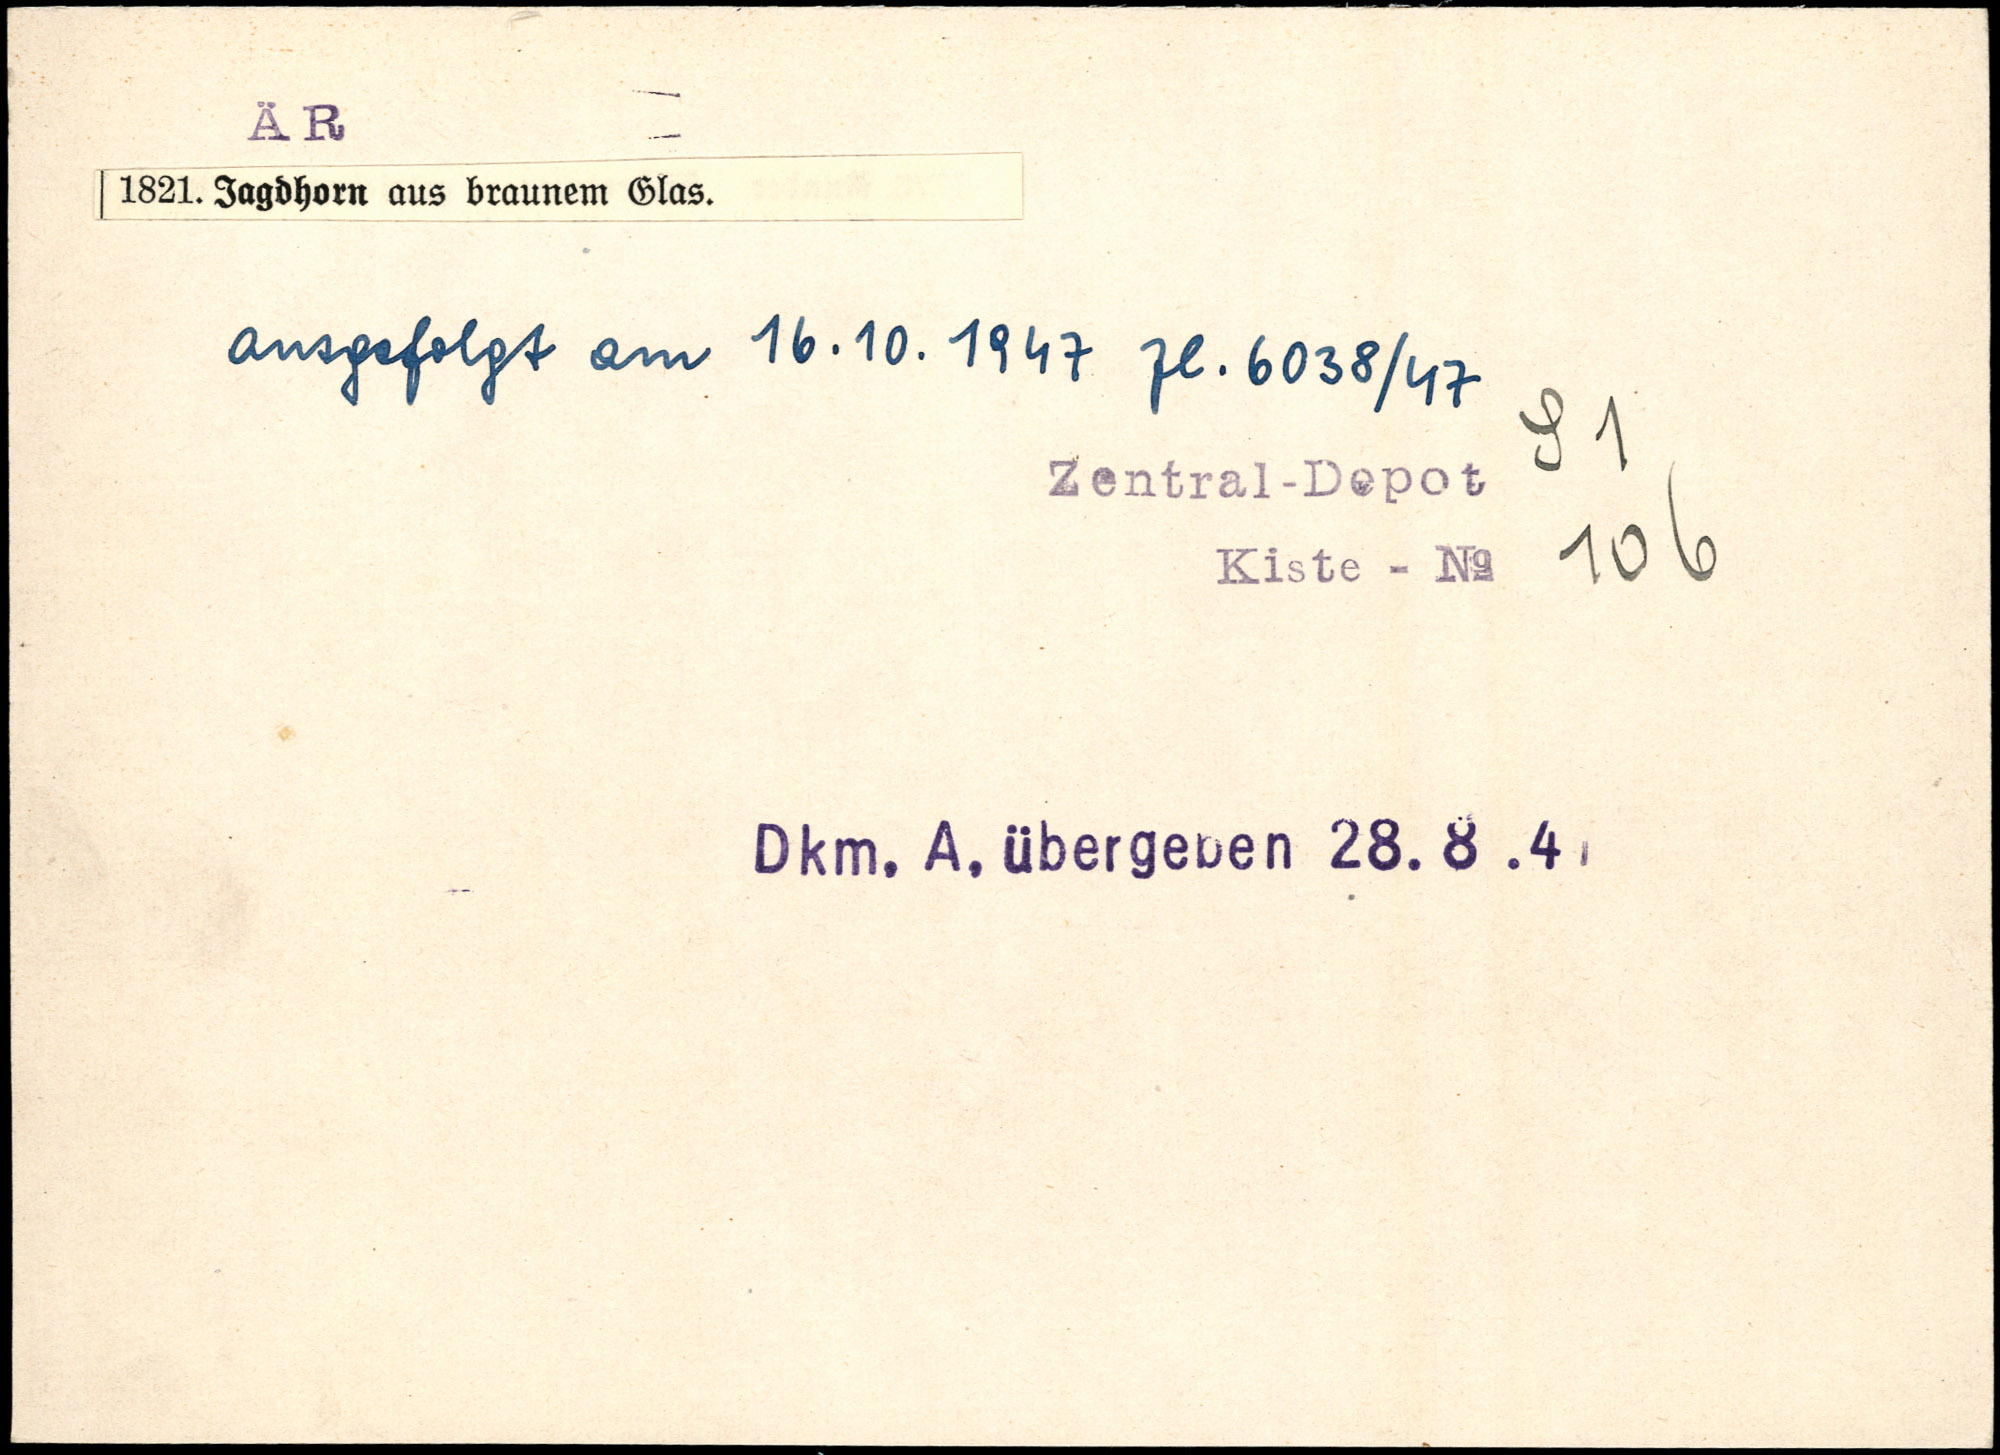 ÄR
1821. Jagdhorn aus braunem Glas.
ausgefolgt am 16.10.1947 Zl. 6038/47
S 1
Zentral-Depot
Kiste - № 106
Dkm. A. übergeben 28. 8 .4